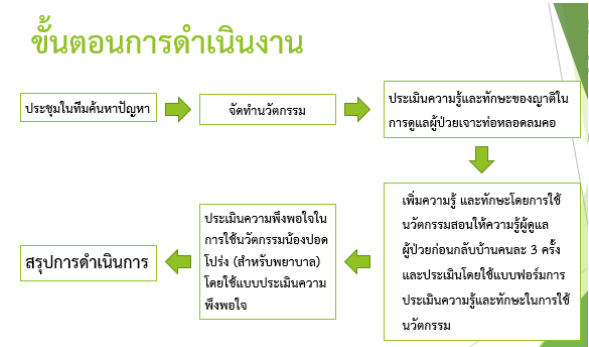 ขั้นตอนการดำเนินงาน
ประชุมในทีมค้นหาปัญหา
จัดทำนวัตกรรม
ประเมินความรู้และทักษะของญาติใน
การดูแลผู้ป่วยเจาะท่อหลอดลมคอ
เพิ่มความรู้ และทักษะโดยการใช้
นวัตกรรมสอนให้ความรู้ผู้ดูแล
ผู้ป่วยก่อนกลับบ้านคนละ 3 ครั้ง
และประเมินโดยใช้แบบฟอร์มการ
ประเมินความรู้และทักษะในการใช้
นวัตกรรม
ประเมินความพึงพอใจใน
การใช้นวัตกรรมน้องปอด
โปร่ง (สำหรับพยาบาล)
โดยใช้แบบประเมินความ
พึงพอใจ
สรุปการดำเนินการ